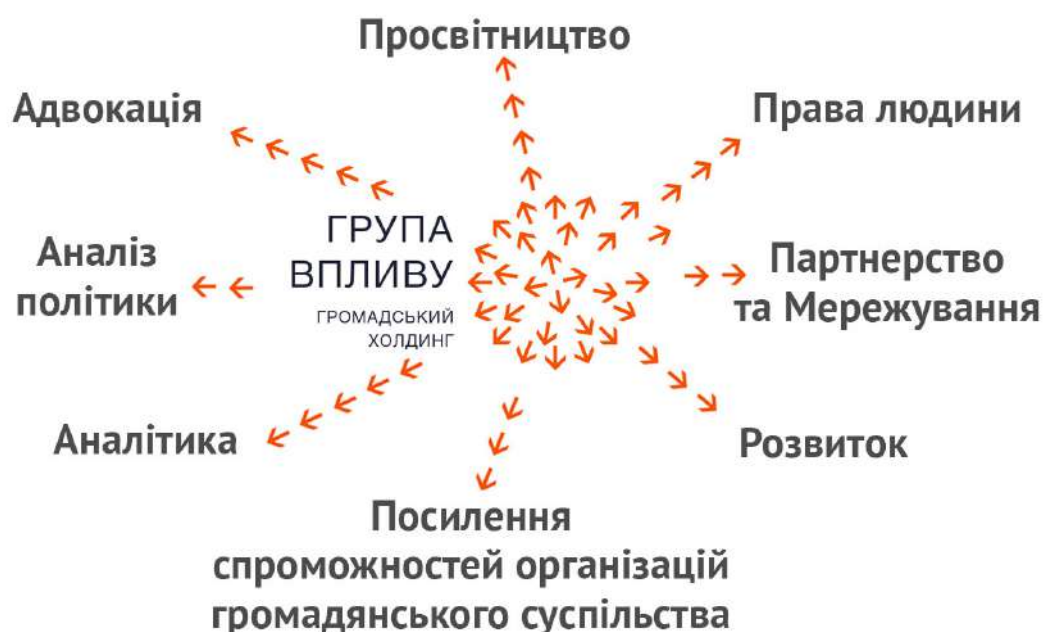 Просвітництво
Адвокація
Права людини
ГРУПА
ВПЛИВУ
ГРОМАДСЬКИЙ
ХОЛДИНГ
Аналіз
політики
Партнерство
та Мережування
Аналітика
Розвиток
Посилення
спроможностей організацій
громадянського суспільства